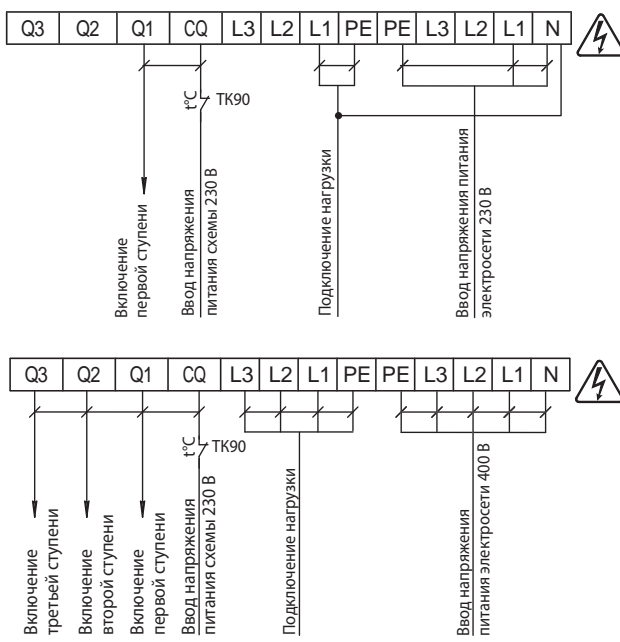 Q3 Q2 Q1 CQ L3 L2 L1 PE PE L3 L2 L1 N
t°C TK90
Включение
первой ступени
Ввод напряжения
питания схемы 230 В
Подключение нагрузки
Ввод напряжения питания
электросети 230 В
Q3 Q2 Q1 CQ L3 L2 L1 PE PE L3 L2 L1 N
t°C TK90
Включение
третьей ступени
Включение
второй ступени
Включение
первой ступени
Ввод напряжения
питания схемы 230 В
Подключение нагрузки
Ввод напряжения
питания электросети 400 В